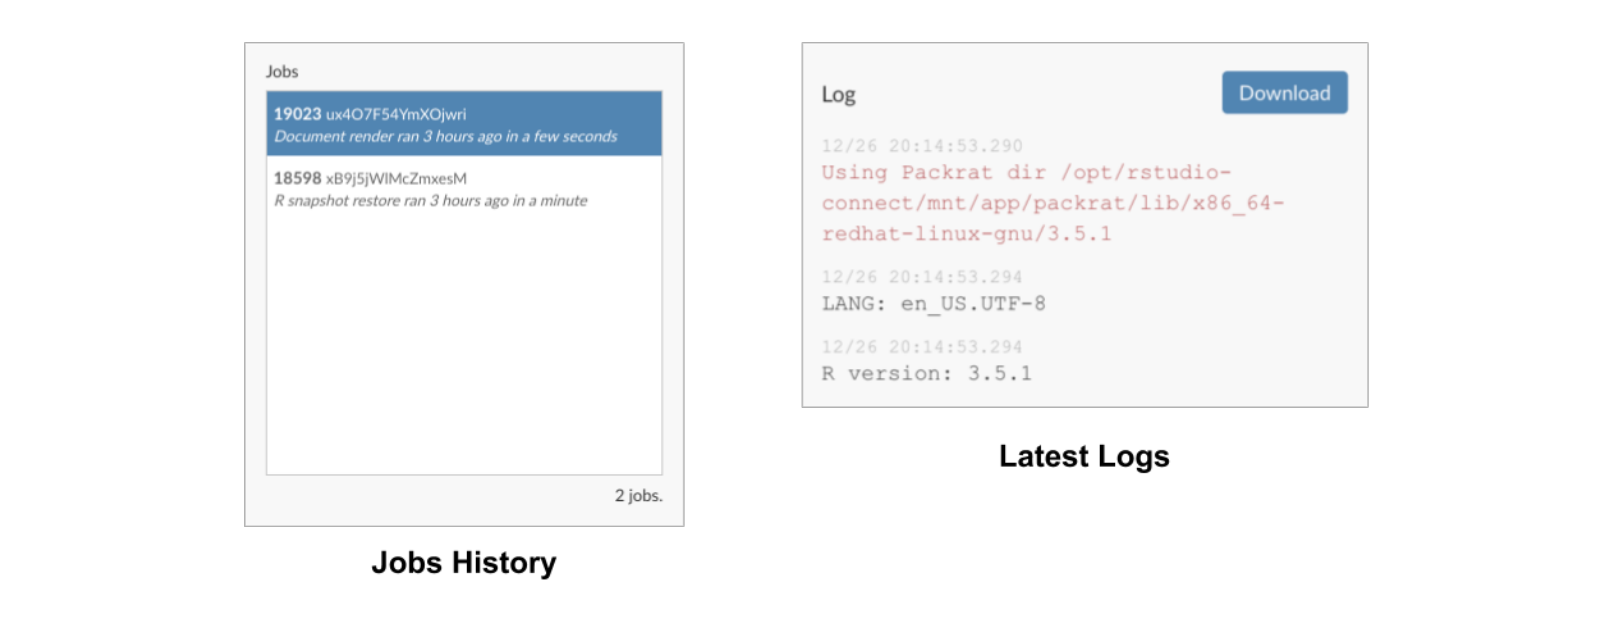 Jobs
19023 ux4O7F54YmXOjwri
Document render ran 3 hours ago in a few seconds
18598 xB9j5jWlMcZmxesM
R snapshot restore ran 3 hours ago in a minute
2 jobs.
Jobs History
Log
Download
12/26 20:14:53.290
Using Packrat dir /opt/rstudio-
connect/mnt/app/packrat/lib/x86_64-
redhat-linux-gnu/3.5.1
12/26 20:14:53.294
LANG: en_US.UTF-8
12/26 20:14:53.294
R version: 3.5.1
Latest Logs